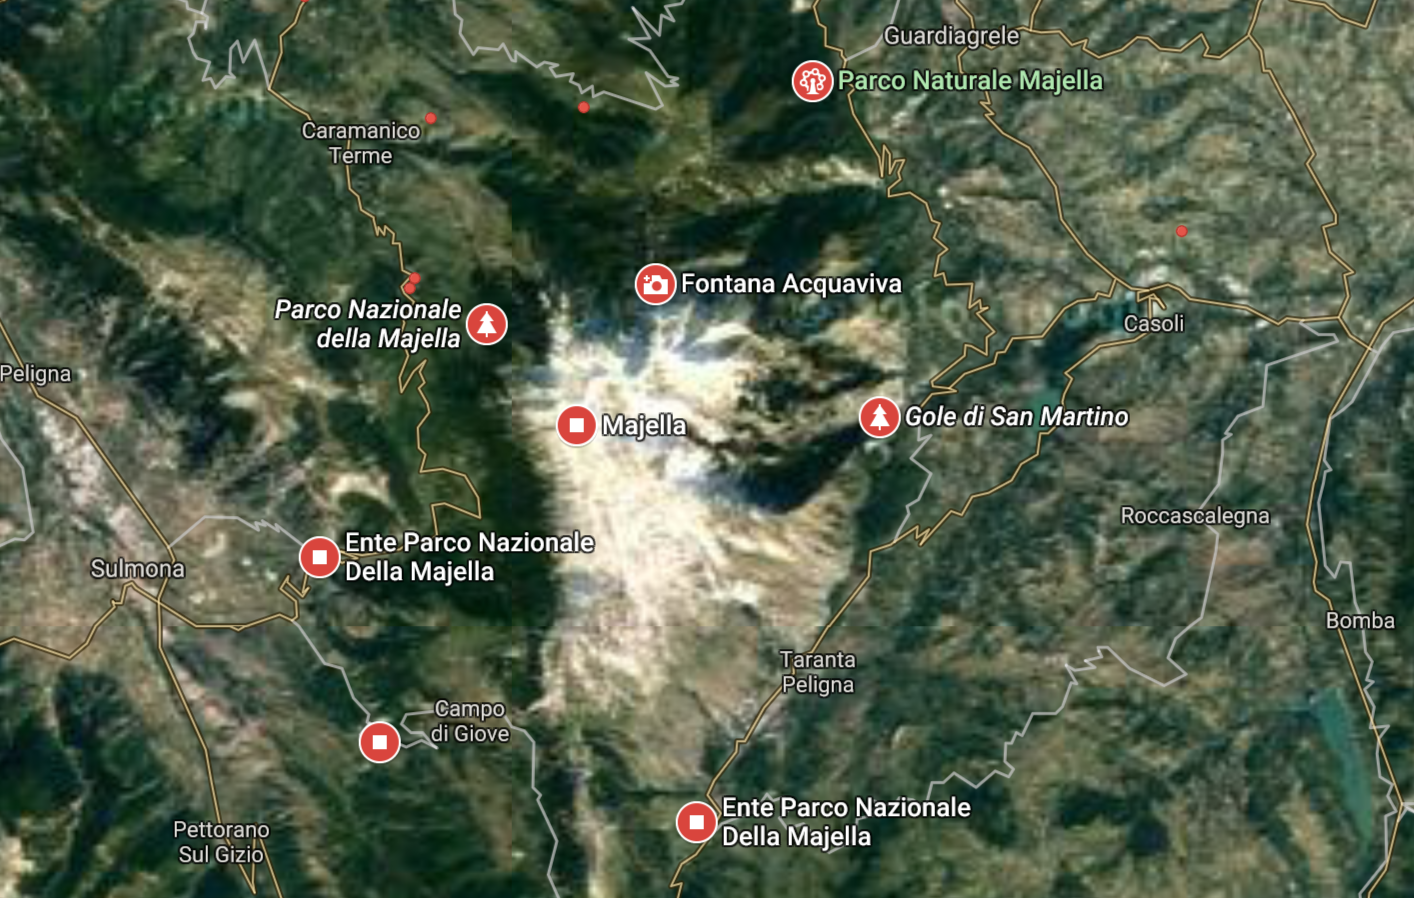 Guardiagrele
Parco Naturale Majella
Caramanico
Terme
Fontana Acquaviva
Parco Nazionale
della Majella
Casoli
Peligna
Majella
Gole di San Martino
Roccascalegna
Ente Parco Nazionale
Della Majella
Sulmona
Bomba
Taranta
Peligna
Campo
di Giove
Ente Parco Nazionale
Della Majella
Pettorano
Sul Gizio